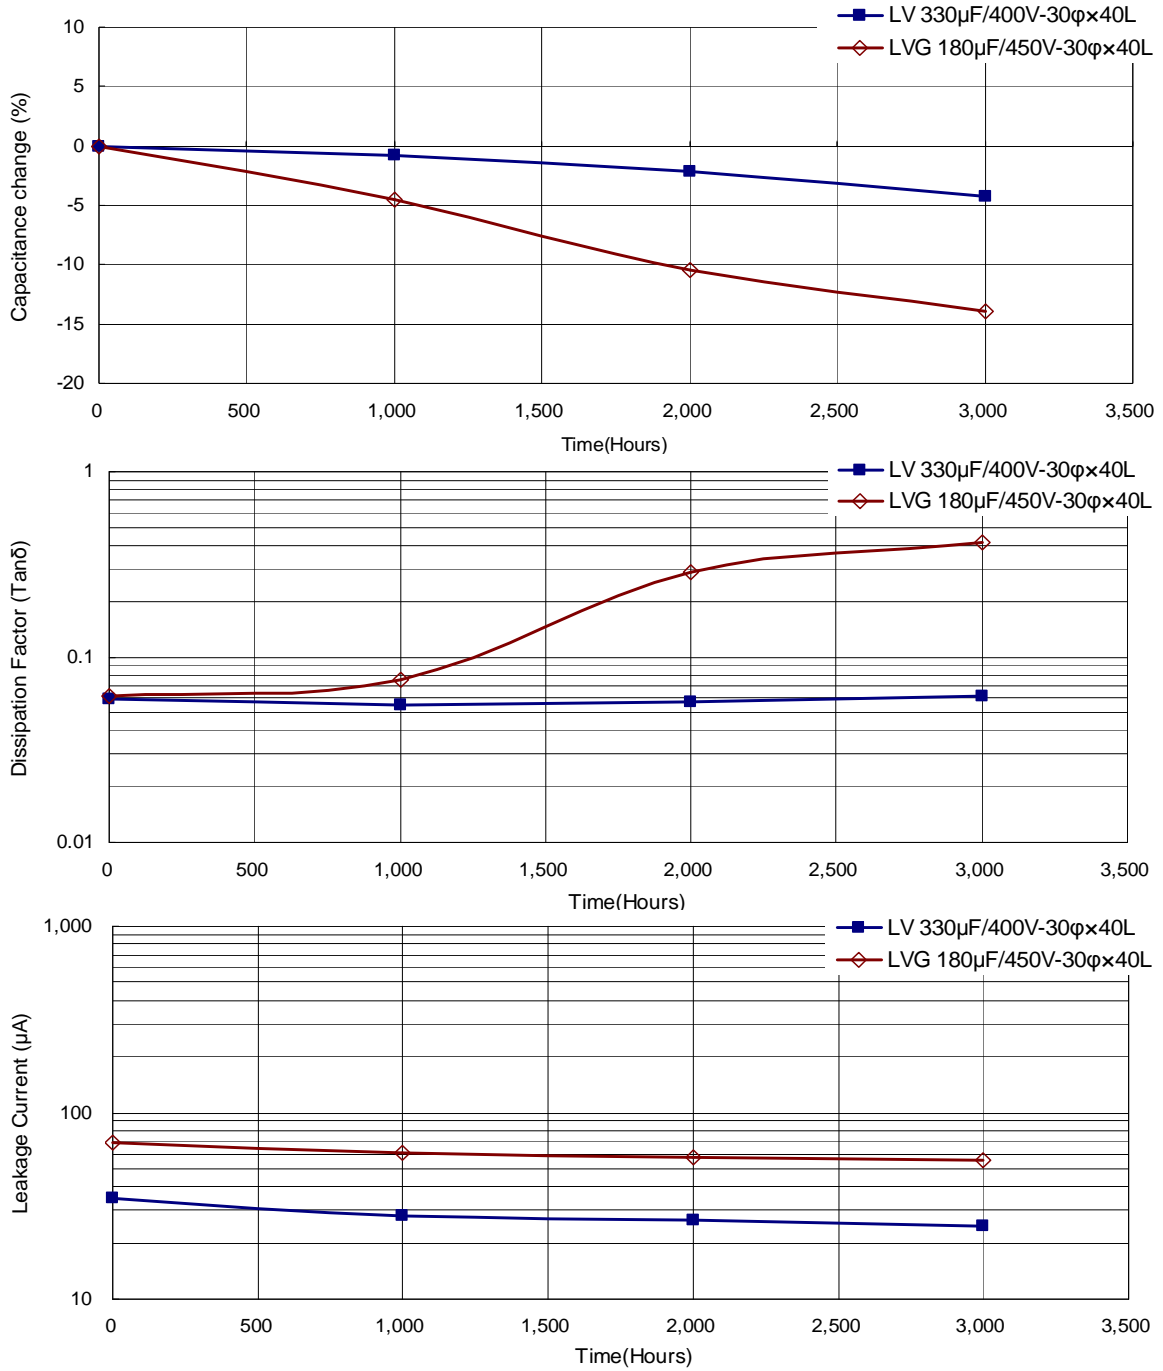 LV 330μF/400V-30φ×40L
LVG 180μF/450V-30φ×40L
10
5
0
-5
-10
-15
-20
Capacitance change (%)
0 500 1,000 1,500 2,000 2,500 3,000 3,500
Time(Hours)
LV 330μF/400V-30φ×40L
LVG 180μF/450V-30φ×40L
1
0.1
0.01
Dissipation Factor (Tanδ)
0 500 1,000 1,500 2,000 2,500 3,000 3,500
Time(Hours)
LV 330μF/400V-30φ×40L
LVG 180μF/450V-30φ×40L
1,000
100
10
Leakage Current (μA)
0 500 1,000 1,500 2,000 2,500 3,000 3,500
Time(Hours)